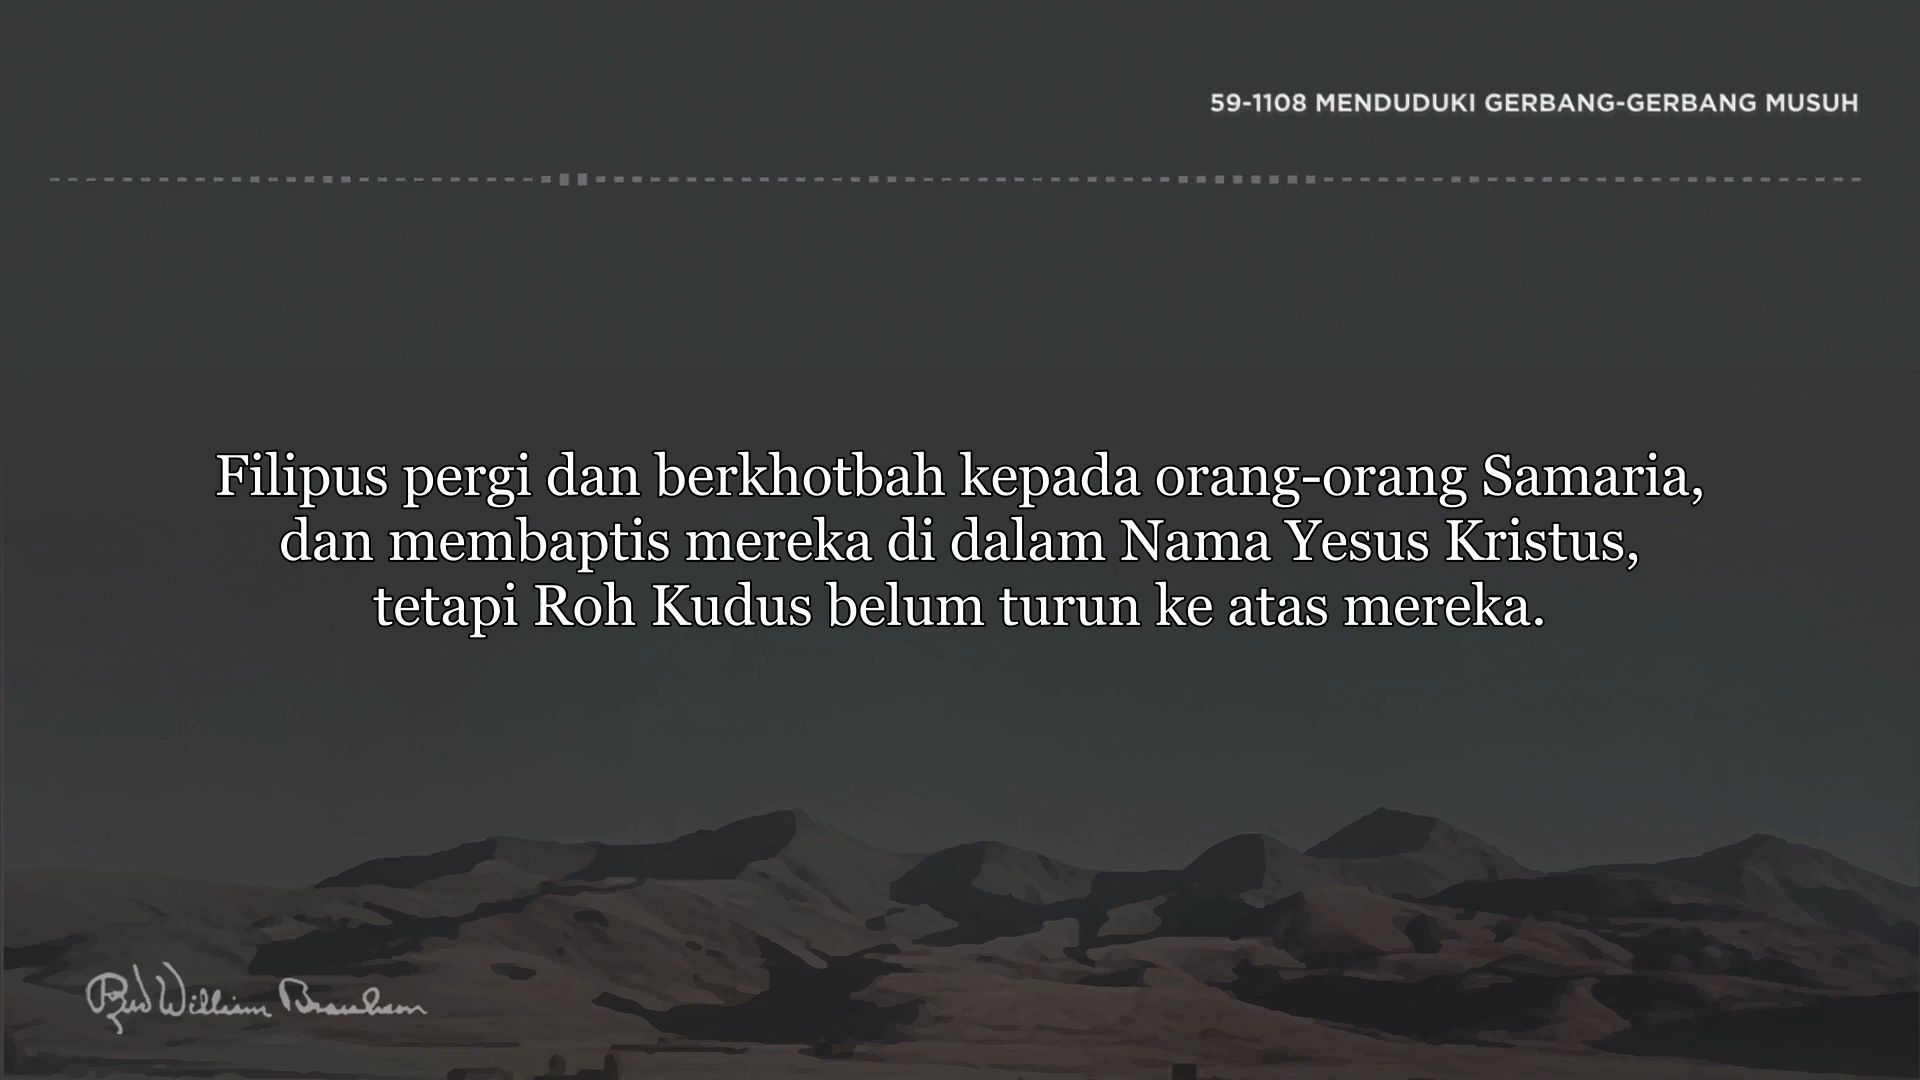 59-1108 MENDUDUKI GERBANG-GERBANG MUSUH
Filipus pergi dan berkhotbah kepada orang-orang Samaria,
dan membaptis mereka di dalam Nama Yesus Kristus,
tetapi Roh Kudus belum turun ke atas mereka.
Rev William Branham